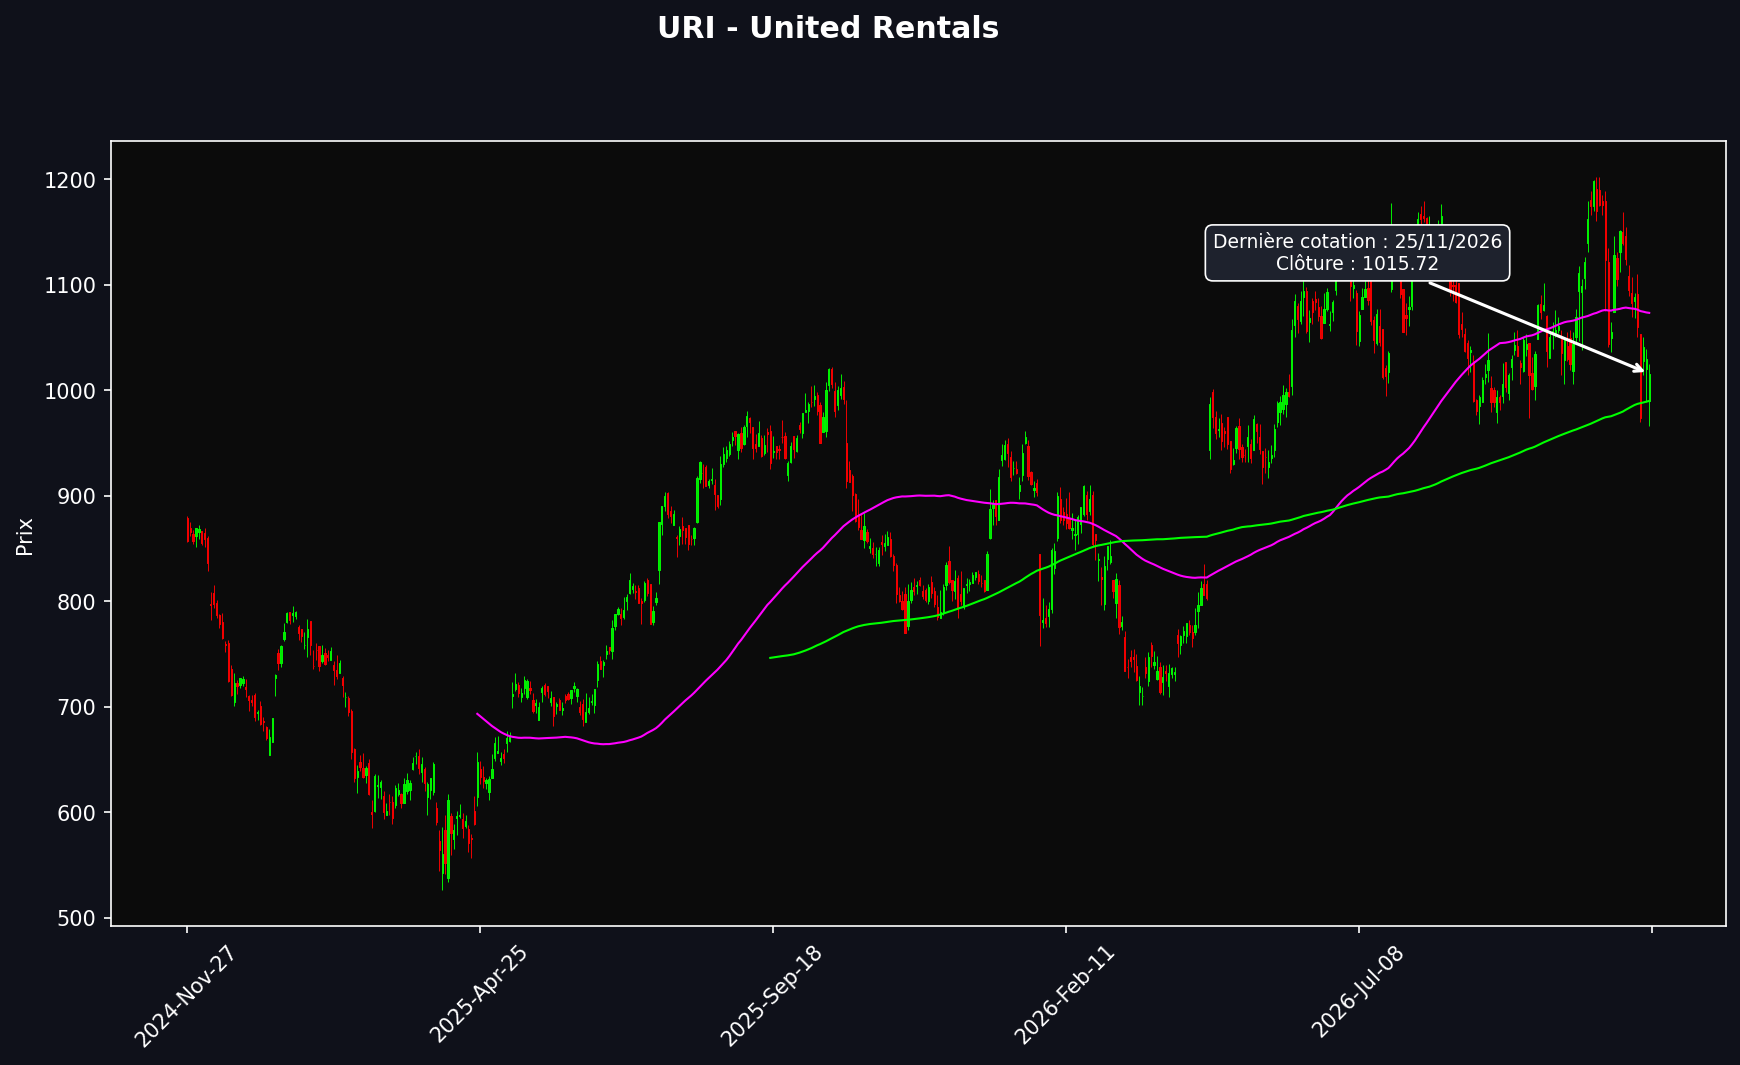 URI - United Rentals
1200
1100
1000
900
800
700
600
500
Prix
Dernière cotation : 25/11/2026
Clôture : 1015.72
2024-Nov-27
2025-Apr-25
2025-Sep-18
2026-Feb-11
2026-Jul-08